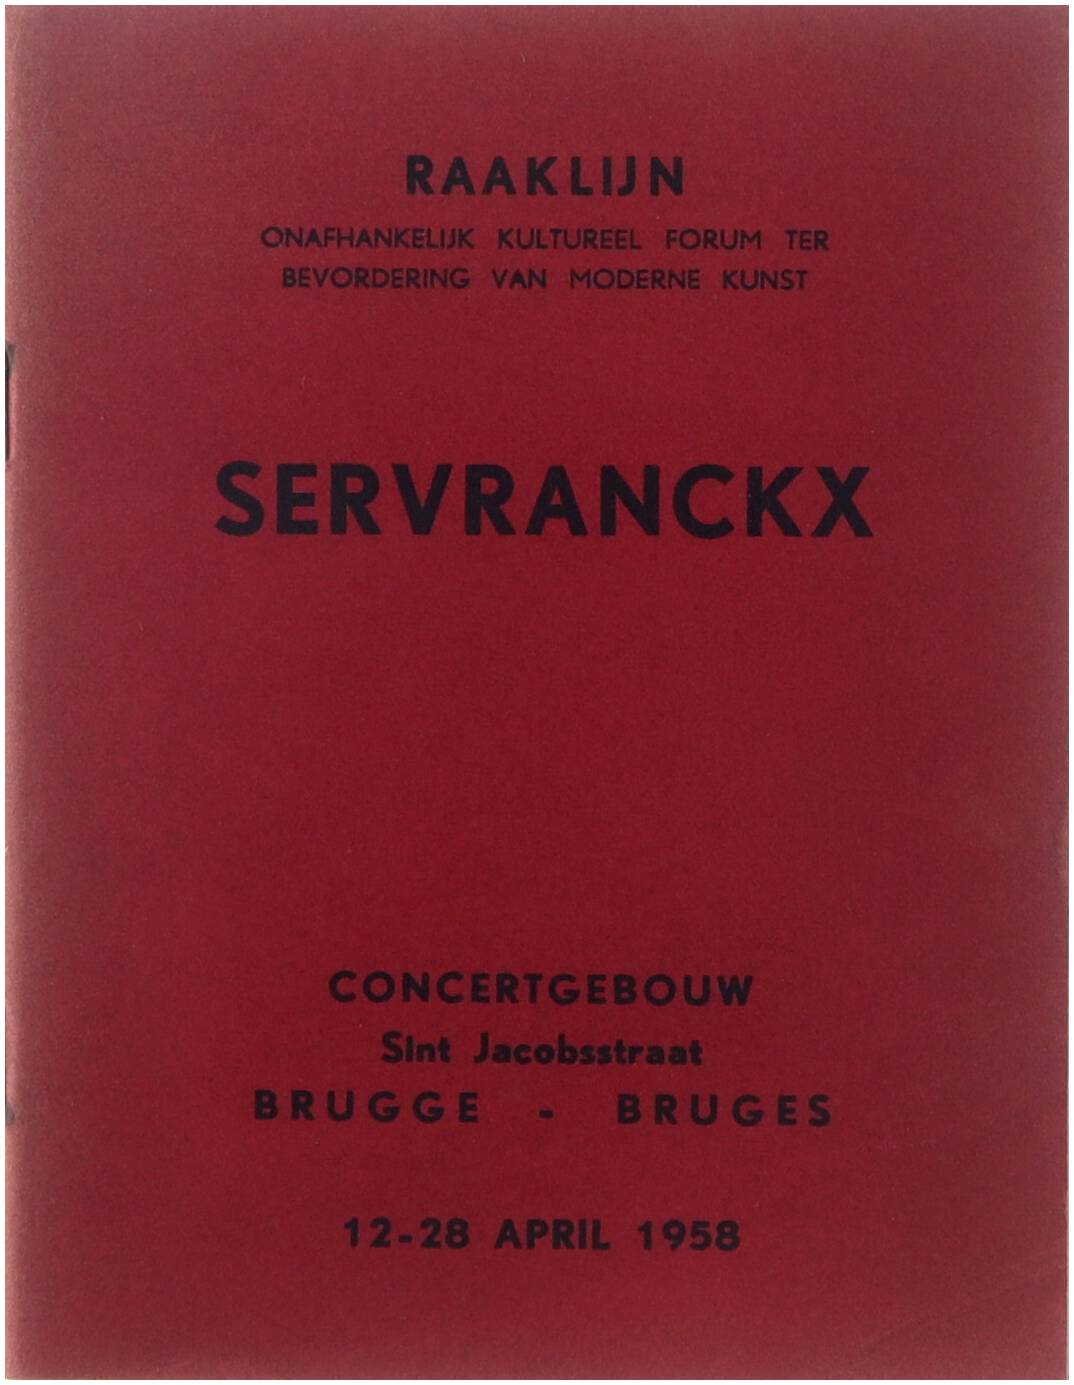 RAAKLIJN
ONAFHANKELIJK KULTUREEL FORUM TER
BEVORDERING VAN MODERNE KUNST
SERVRANCKX
CONCERTGEBOUW
Sint Jacobsstraat
BRUGGE - BRUGES
12-28 APRIL 1958